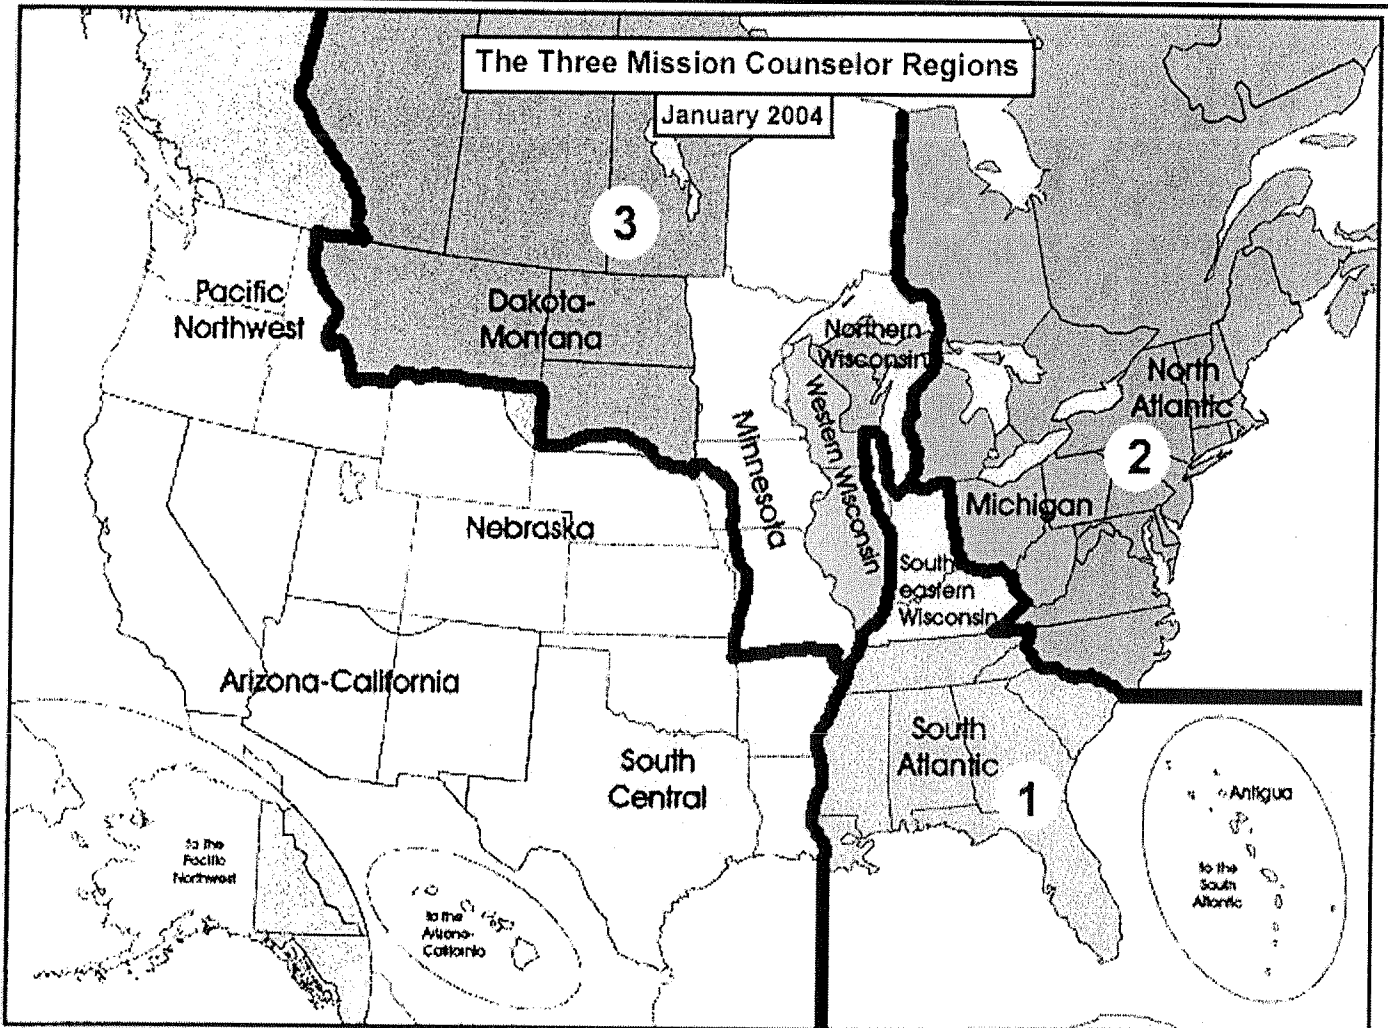 The Three Mission Counselor Regions
January 2004
3
Pacific
Northwest
Dakota-
Montana
Northern
Wisconsin
North
Atlantic
2
Western Wisconsin
Minnesota
Michigan
Nebraska
South-
eastern
Wisconsin
Arizona-California
South
Atlantic
South
Central
1
Antigua
to the
Pacific
Northwest
to the
South
Atlantic
to the
Arizona-
California